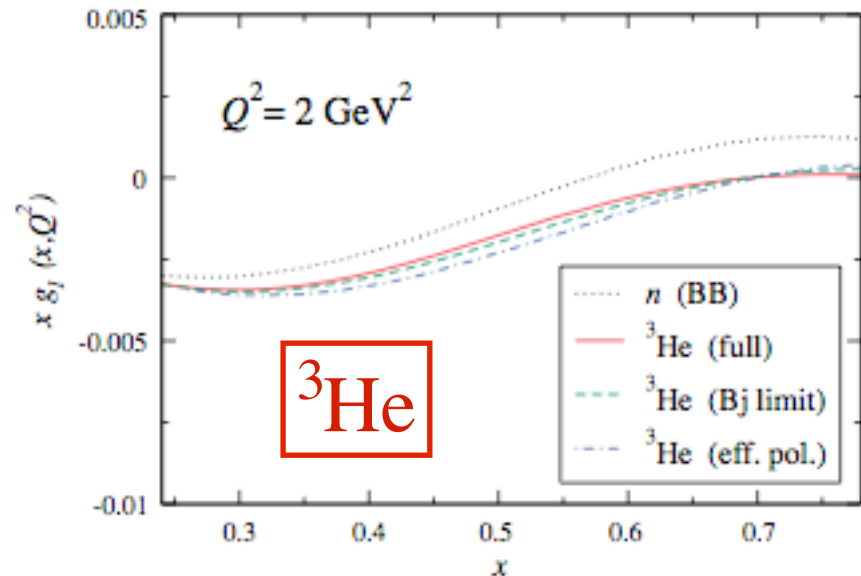 0.005
Q² = 2 GeV²
0
x g₁ (x,Q²)
n (BB)
³He (full)
-0.005
³He
³He (Bj limit)
³He (eff. pol.)
-0.01
0.3 0.4 0.5 0.6 0.7
x